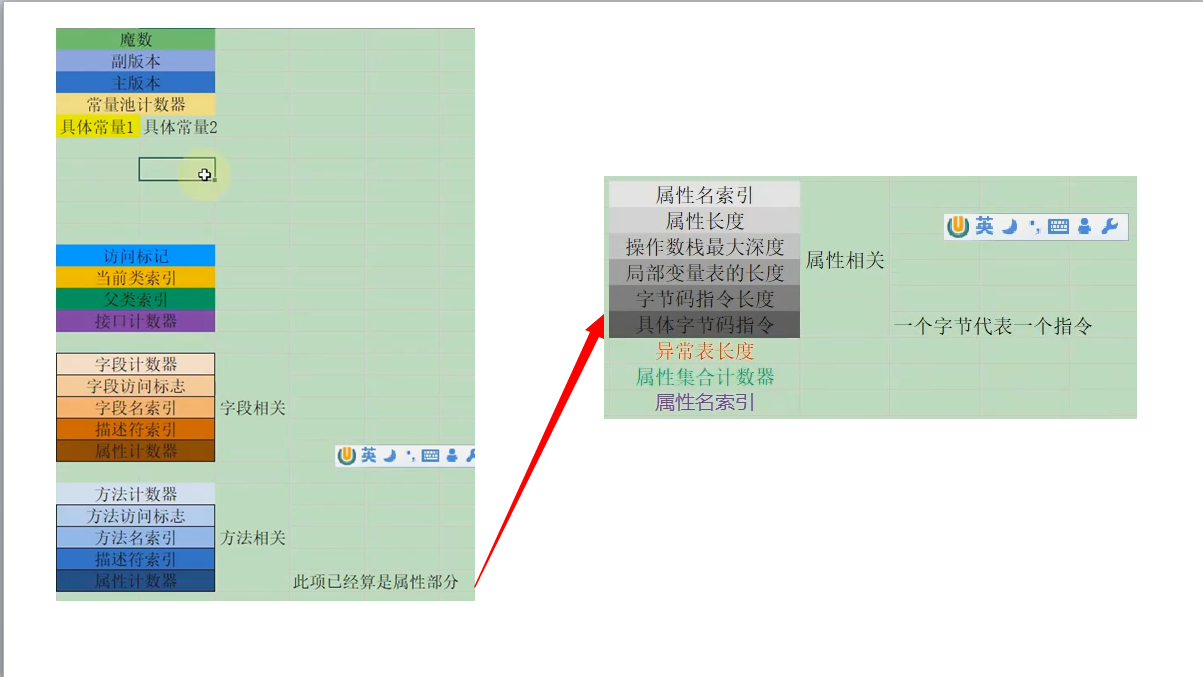 魔数
副版本
主版本
常量池计数器
具体常量1 具体常量2
访问标记
当前类索引
父类索引
接口计数器
字段计数器
字段访问标志
字段名索引
字段相关
描述符索引
属性计数器
英
方法计数器
方法访问标志
方法名索引
方法相关
描述符索引
属性计数器
此项已经算是属性部分
属性名索引
属性长度
操作数栈最大深度
局部变量表的长度
属性相关
字节码指令长度
具体字节码指令
一个字节代表一个指令
异常表长度
属性集合计数器
属性名索引
英